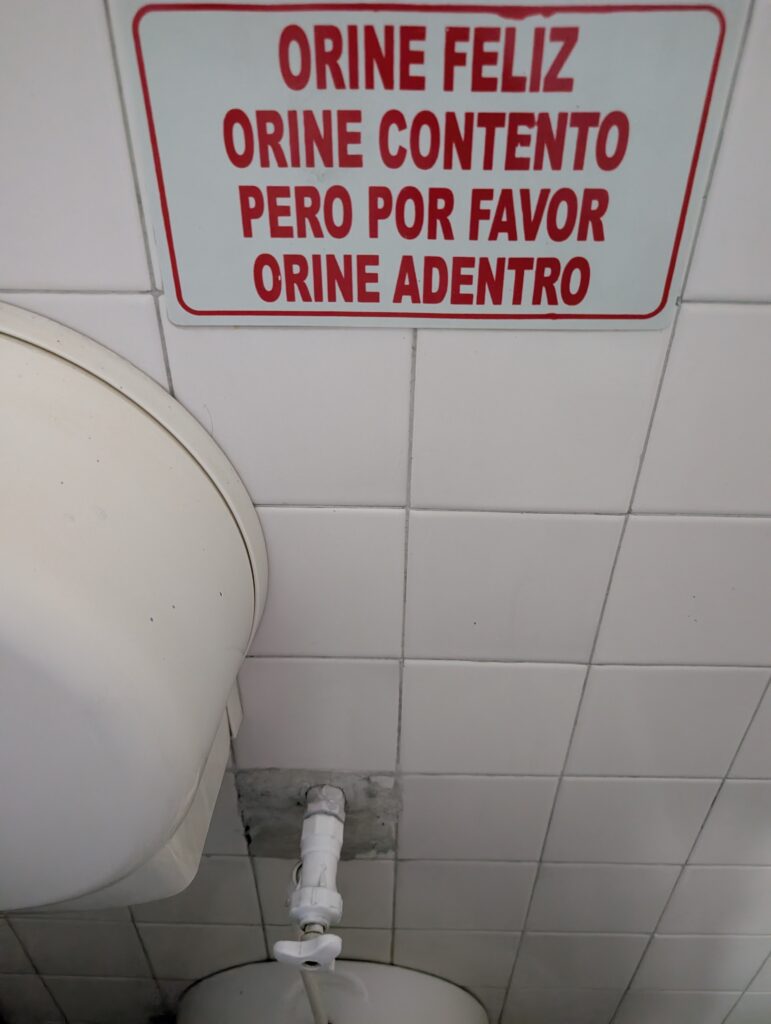 ORINE FELIZ
ORINE CONTENTO
PERO POR FAVOR
ORINE ADENTRO